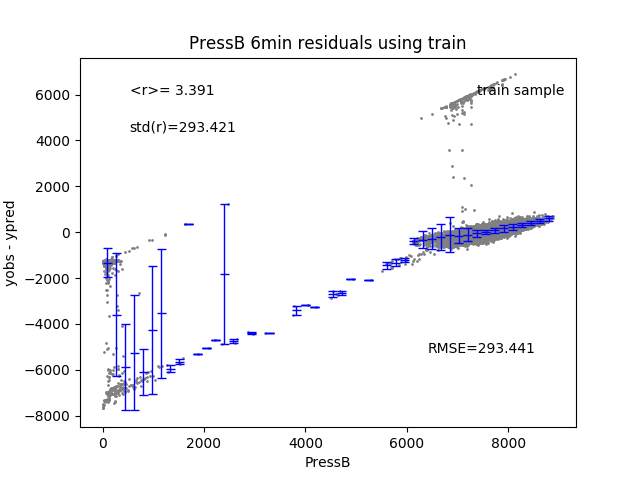 PressB 6min residuals using train
<r>= 3.391
train sample
std(r)=293.421
RMSE=293.441
yobs - ypred
6000
4000
2000
0
−2000
−4000
−6000
−8000
0 2000 4000 6000 8000
PressB